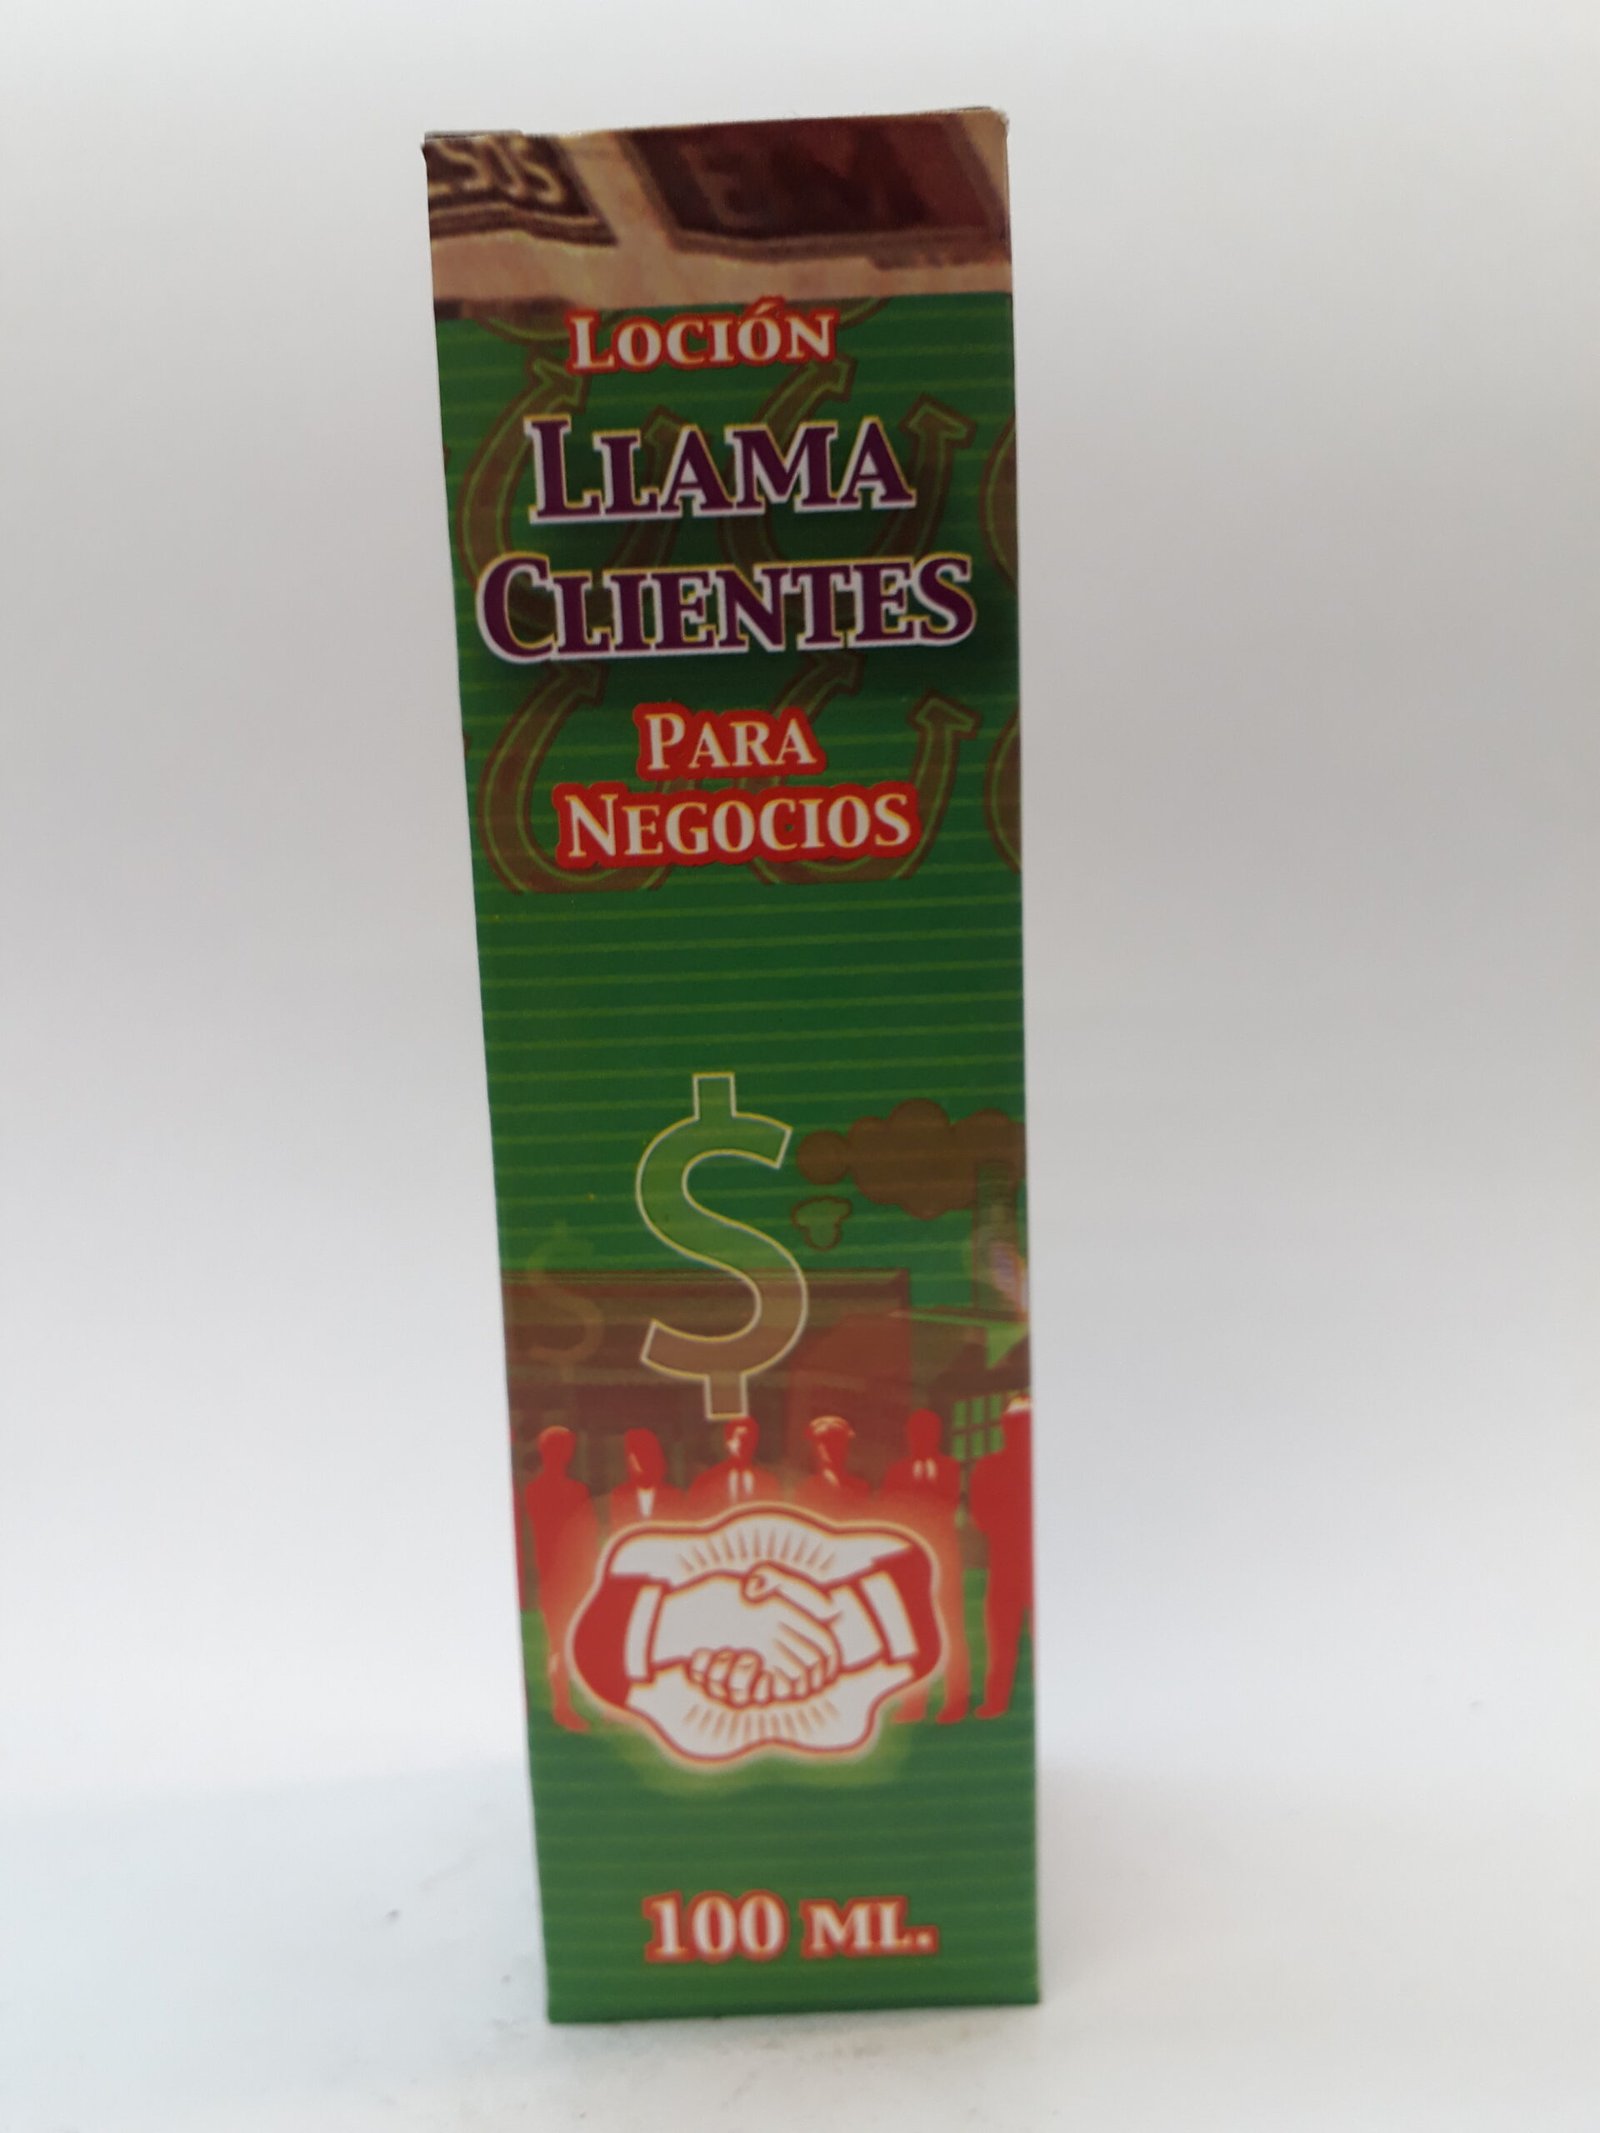 LOCIÓN
LLAMA
CLIENTES
PARA
NEGOCIOS
$
100 ML.